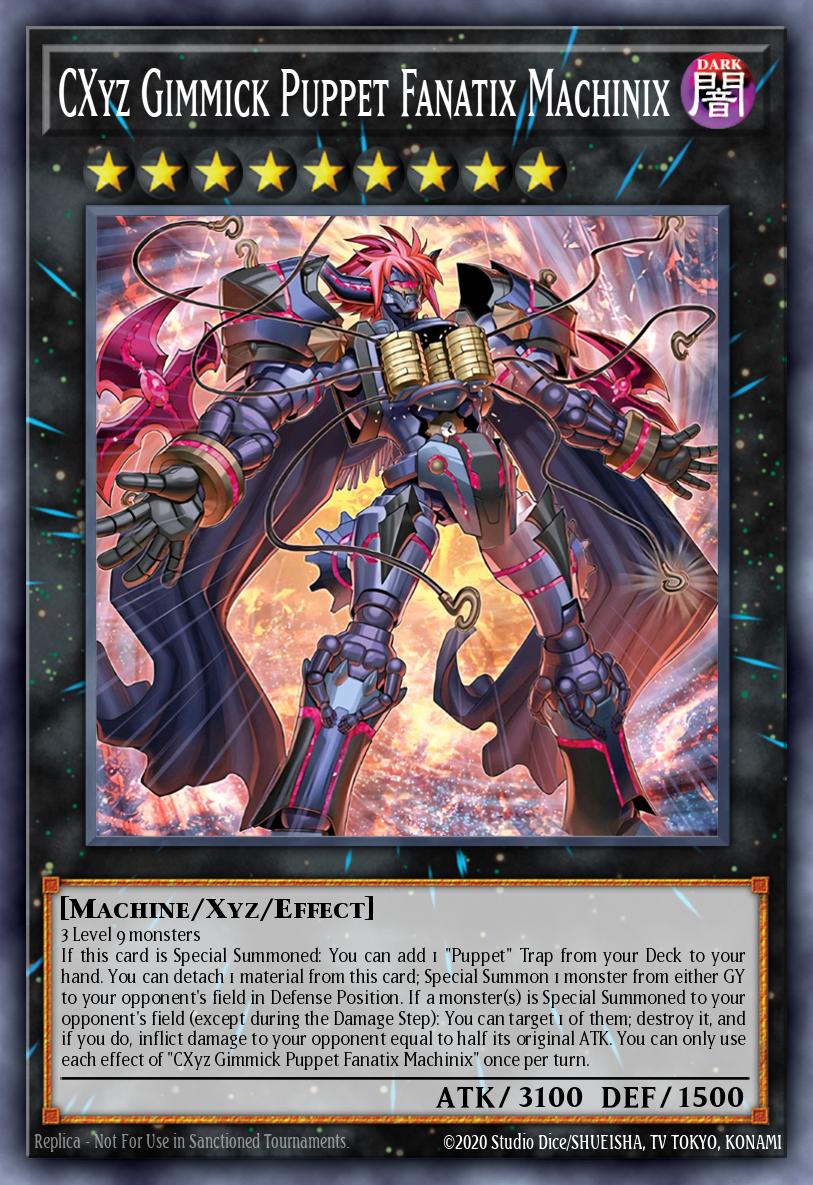 CXyz Gimmick Puppet Fanatix Machinix
DARK
闇
[Machine/Xyz/Effect]
3 Level 9 monsters
If this card is Special Summoned: You can add 1 "Puppet" Trap from your Deck to your
hand. You can detach 1 material from this card; Special Summon 1 monster from either GY
to your opponent's field in Defense Position. If a monster(s) is Special Summoned to your
opponent's field (except during the Damage Step): You can target 1 of them; destroy it, and
if you do, inflict damage to your opponent equal to half its original ATK. You can only use
each effect of "CXyz Gimmick Puppet Fanatix Machinix" once per turn.
ATK/ 3100 DEF/ 1500
Replica - Not For Use in Sanctioned Tournaments.
©2020 Studio Dice/SHUEISHA, TV TOKYO, KONAMI